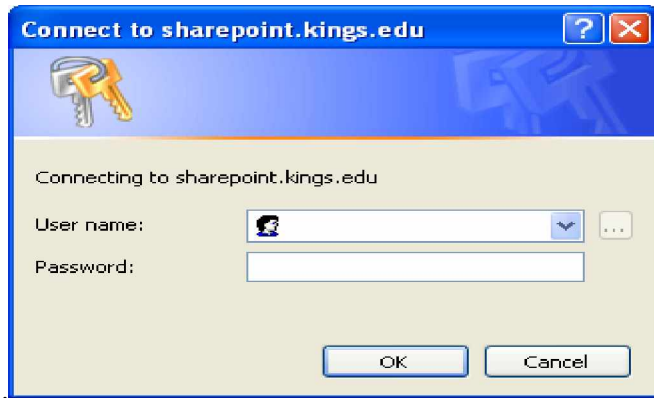 Connect to sharepoint.kings.edu
Connecting to sharepoint.kings.edu
User name:
...
Password:
OK Cancel